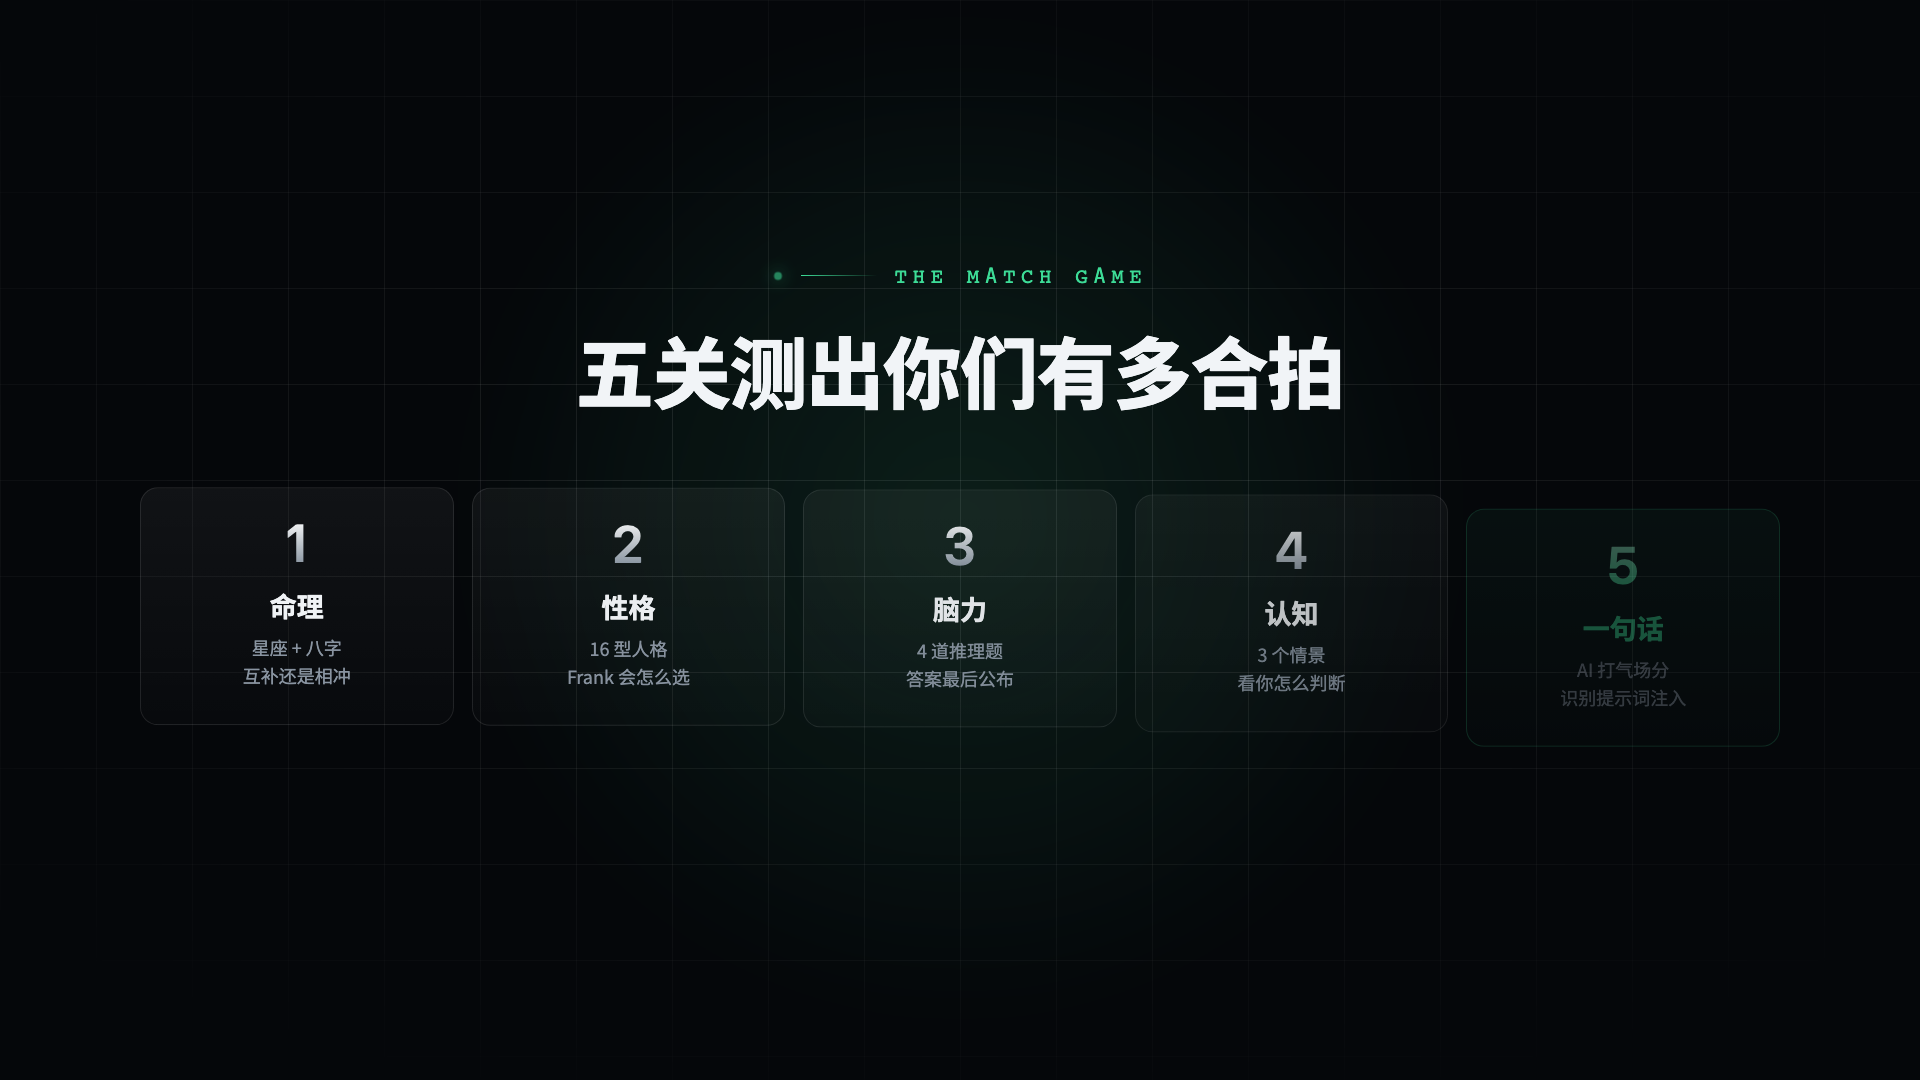 THE MATCH GAME
五关测出你们有多合拍
1
命理
星座 + 八字
互补还是相冲
2
性格
16 型人格
Frank 会怎么选
3
脑力
4 道推理题
答案最后公布
4
认知
3 个情景
看你怎么判断
5
一句话
AI 打气场分
识别提示词注入